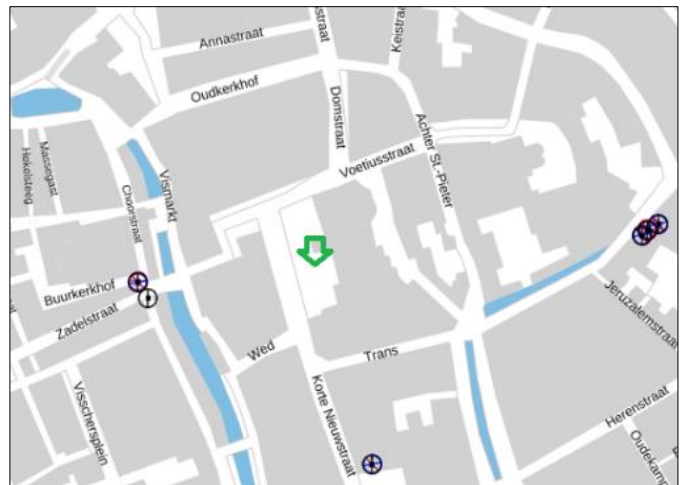 Annastraat
Keistraat
Oudkerkhof
Domstraat
Voetiusstraat
Achter St.-Pieter
Hekelsteeg
Massegast
Choorstraat
Vismarkt
Buurkerkhof
Zadelstraat
Wed
Trans
Jeruzalemstraat
Visschersplein
Korte Nieuwstraat
Herenstraat